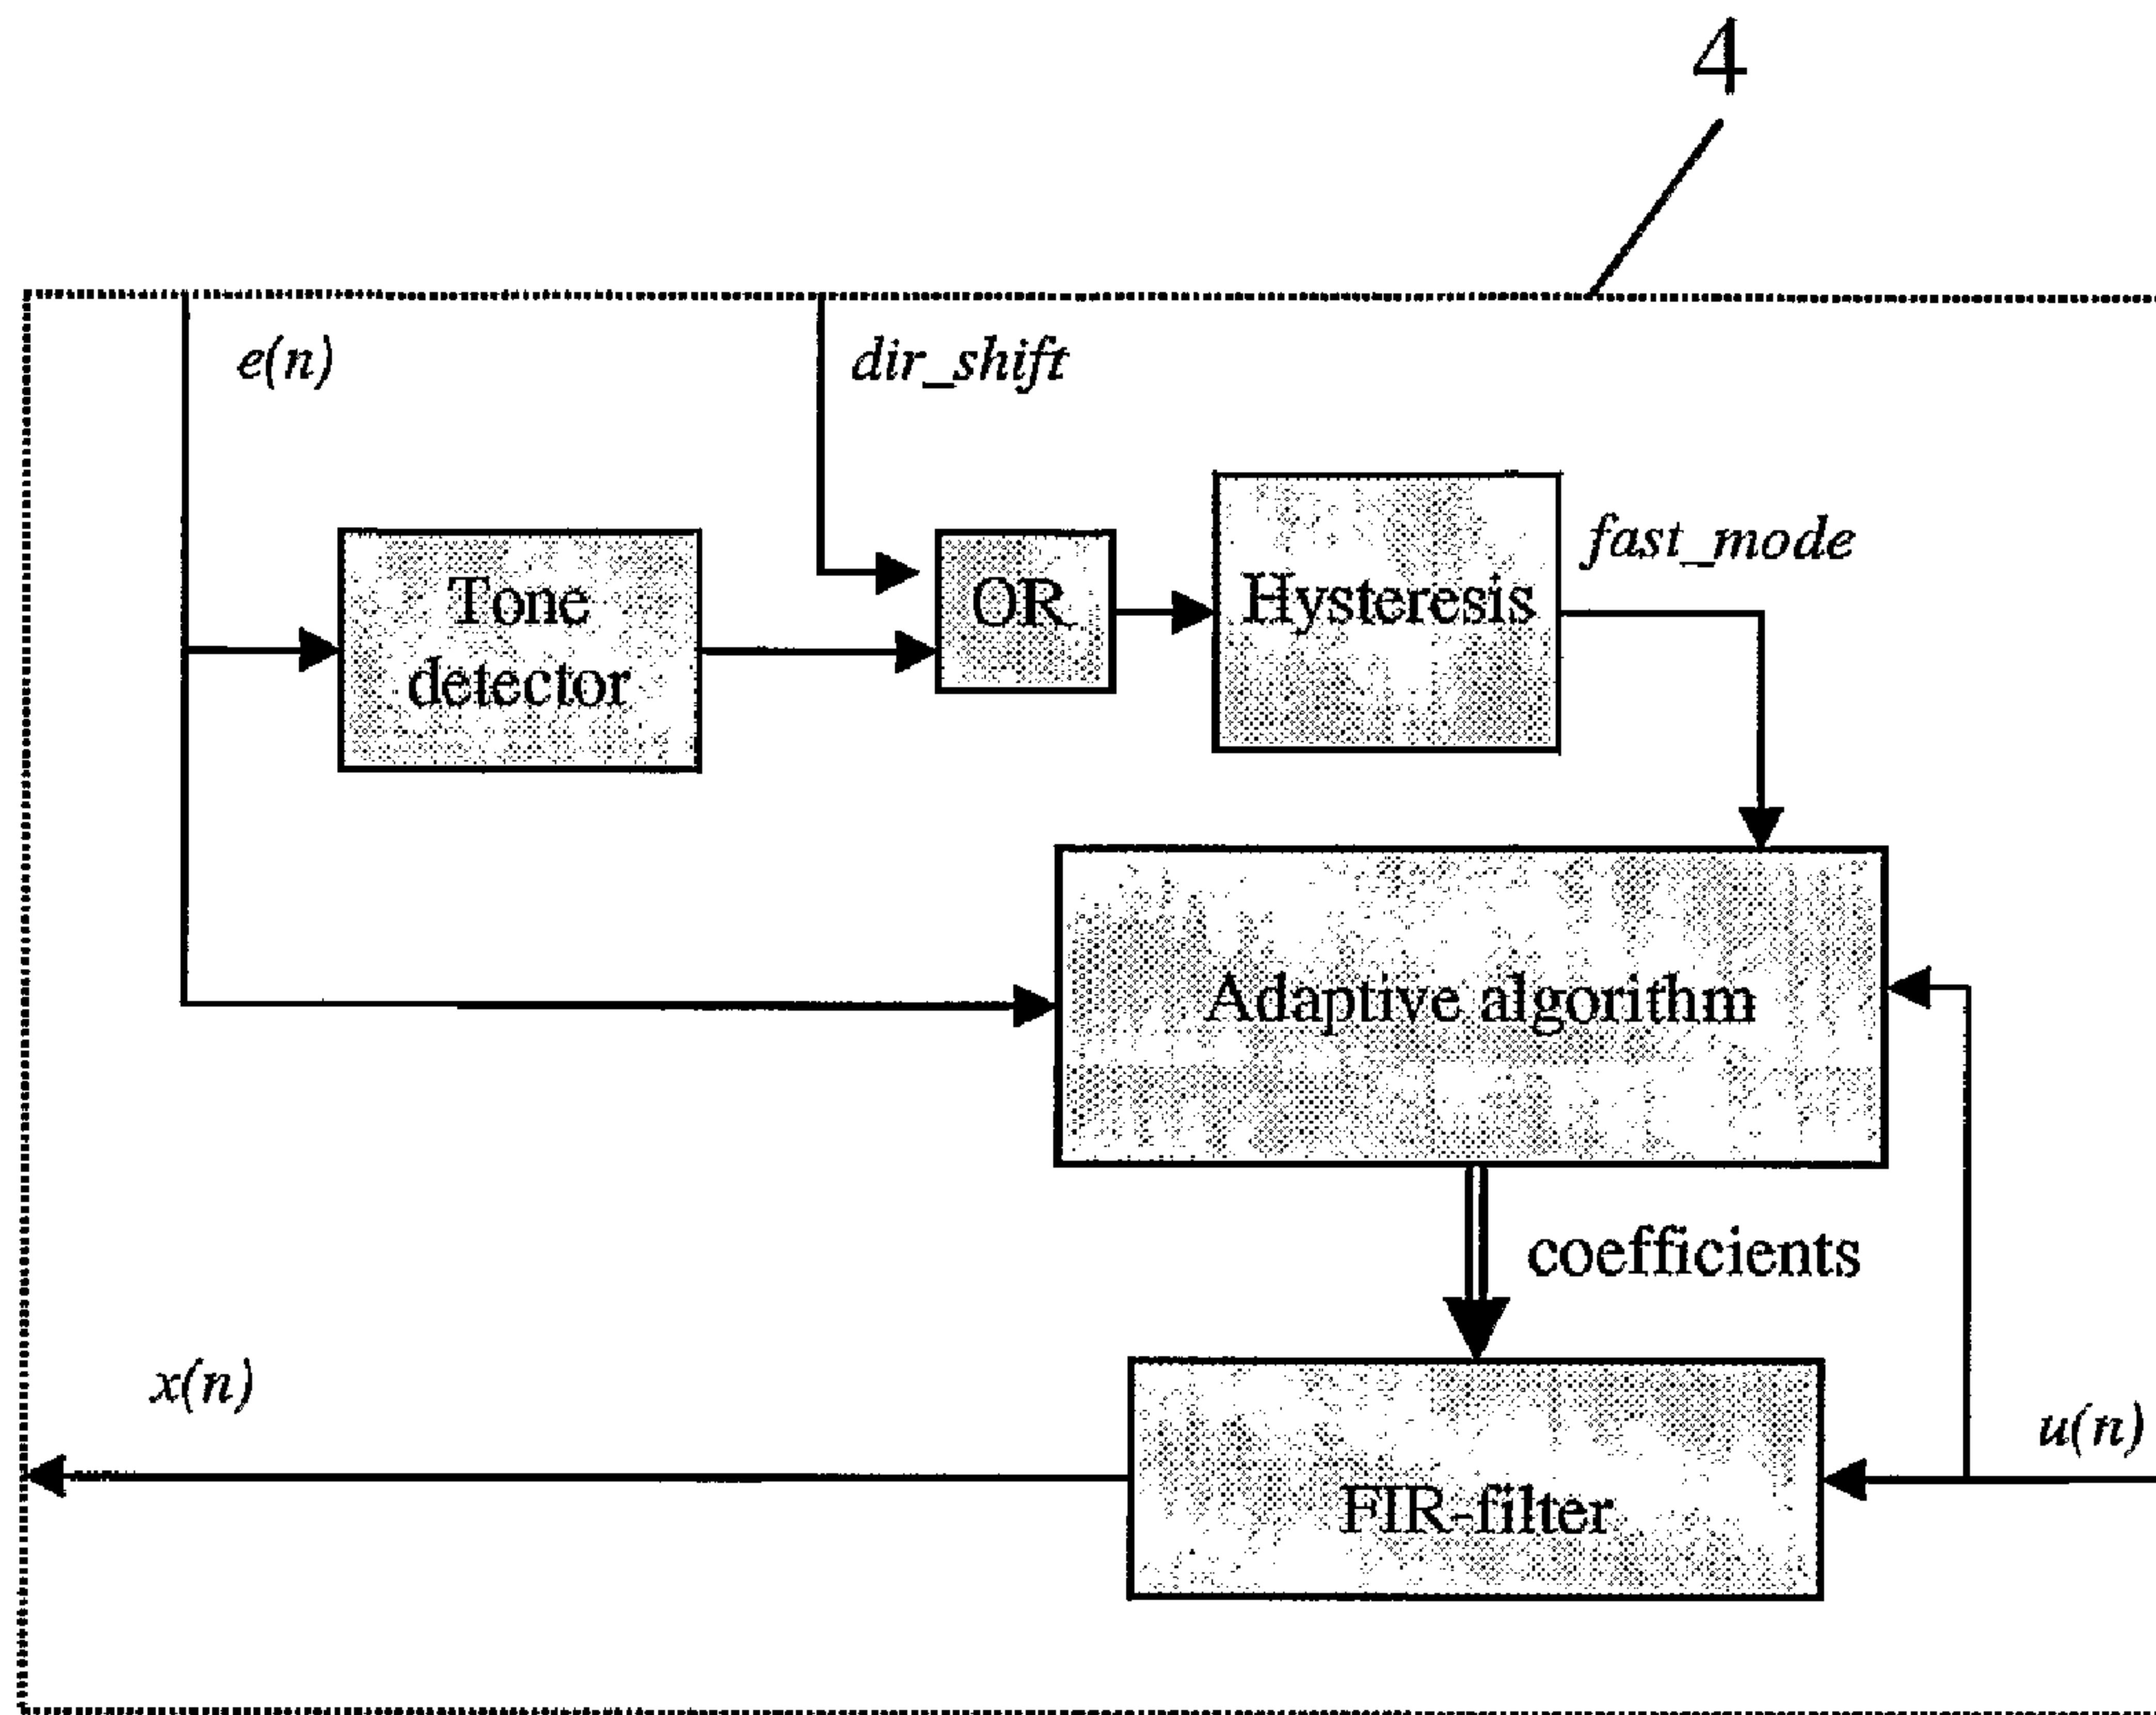 4
e(n)
dir_shift
fast_mode
Tone
detector
OR
Hysteresis
Adaptive algorithm
coefficients
x(n)
u(n)
FIR-filter